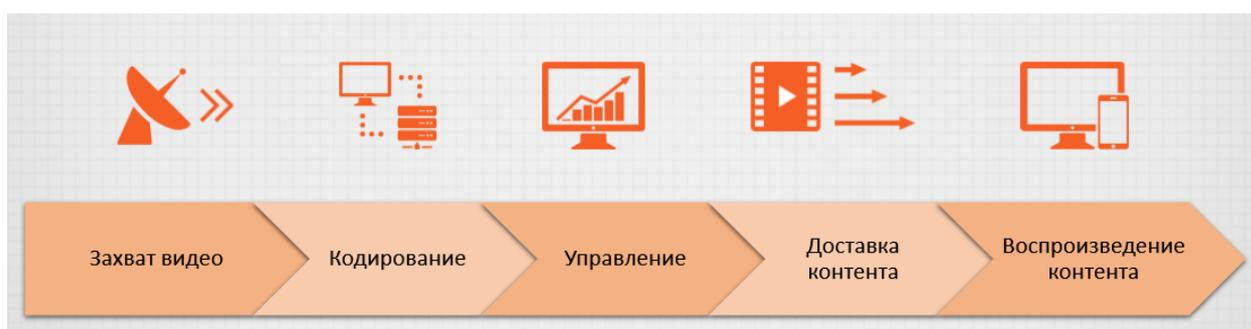 Захват видео
Кодирование
Управление
Доставка
контента
Воспроизведение
контента